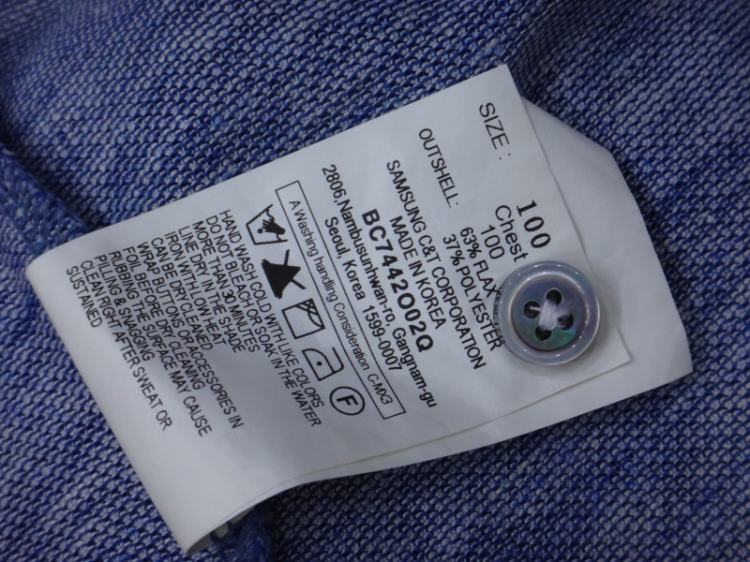 SIZE :
100
Chest
100
OUTSHELL:
63% FLAX
37% POLYESTER
SAMSUNG C&T CORPORATION
MADE IN KOREA
BC7442O02Q
2806,Nambusunhwan-ro, Gangnam-gu
Seoul, Korea 1599-0007
A Washing handling Consideration C-MX3
F
HAND WASH COLD WITH LIKE COLORS
DO NOT BLEACH OR SOAK IN THE WATER
MORE THAN 30 MINUTES
LINE DRY IN THE SHADE
IRON WITH LOW HEAT
CAN BE DRY CLEANED
WRAP BUTTONS OR ACCESSORIES IN
FOIL BEFORE DRY CLEANING
RUBBING THE SURFACE MAY CAUSE
PILLING & SNAGGING
CLEAN RIGHT AFTER SWEAT OR
SUSTAINED